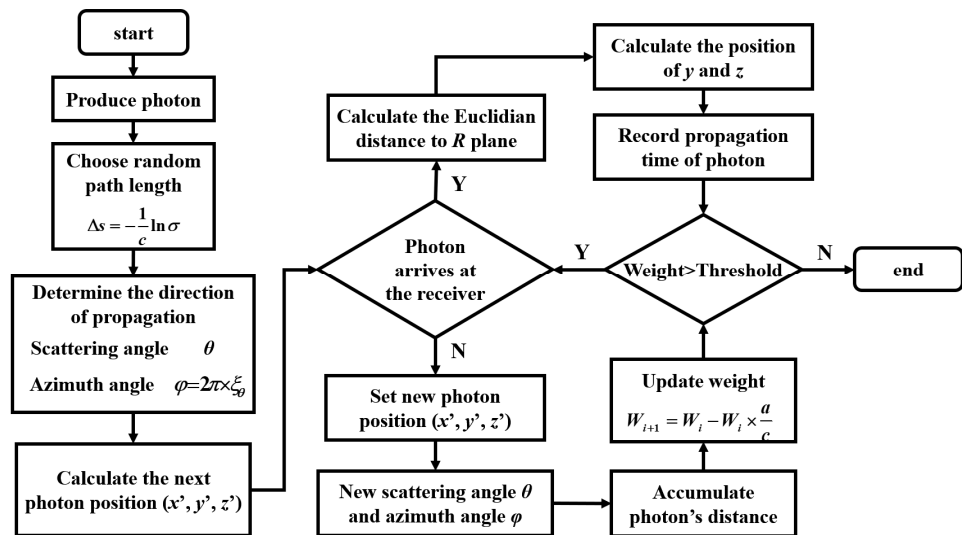 start
Produce photon
Choose random
path length
Δs = −1/c ln σ
Determine the direction
of propagation
Scattering angle θ
Azimuth angle φ=2π×ξθ
Calculate the next
photon position (x’, y’, z’)
Calculate the Euclidian
distance to R plane
Y
Photon
arrives at
the receiver
N
Set new photon
position (x’, y’, z’)
New scattering angle θ
and azimuth angle φ
Calculate the position
of y and z
Record propagation
time of photon
Y
Weight>Threshold
N
end
Update weight
Wi+1 = Wi − Wi × a/c
Accumulate
photon’s distance